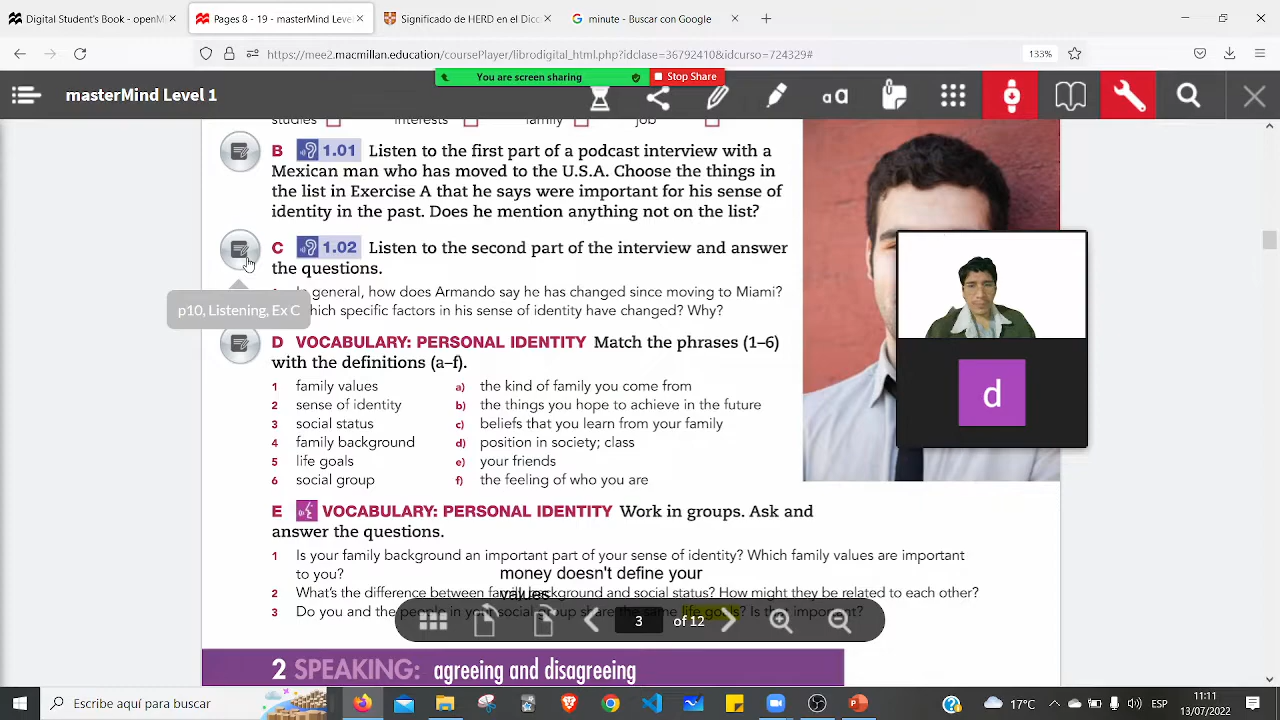 Digital Student's Book - openM
Pages 8 - 19 - masterMind Leve
Significado de HERD en el Dicc
minute - Buscar con Google
https://mee2.macmillan.education/coursePlayer/librodigital_html.php?idclase=36792410&idcurso=724329#
133%
You are screen sharing
Stop Share
masterMind Level 1
aa
studies interests family job
B 1.01 Listen to the first part of a podcast interview with a
Mexican man who has moved to the U.S.A. Choose the things in
the list in Exercise A that he says were important for his sense of
identity in the past. Does he mention anything not on the list?
C 1.02 Listen to the second part of the interview and answer
the questions.
general, how does Armando say he has changed since moving to Miami?
which specific factors in his sense of identity have changed? Why?
p10, Listening, Ex C
D VOCABULARY: PERSONAL IDENTITY Match the phrases (1–6)
with the definitions (a–f).
1 family values a) the kind of family you come from
2 sense of identity b) the things you hope to achieve in the future
3 social status c) beliefs that you learn from your family
4 family background d) position in society; class
5 life goals e) your friends
6 social group f) the feeling of who you are
d
E VOCABULARY: PERSONAL IDENTITY Work in groups. Ask and
answer the questions.
1 Is your family background an important part of your sense of identity? Which family values are important
to you?
money doesn't define your
values
2 What's the difference between family background and social status? How might they be related to each other?
3 Do you and the people in your social group share the same life goals? Is that important?
3 of 12
2 SPEAKING: agreeing and disagreeing
Escribe aquí para buscar
17°C
ESP
11:11
13/07/2022